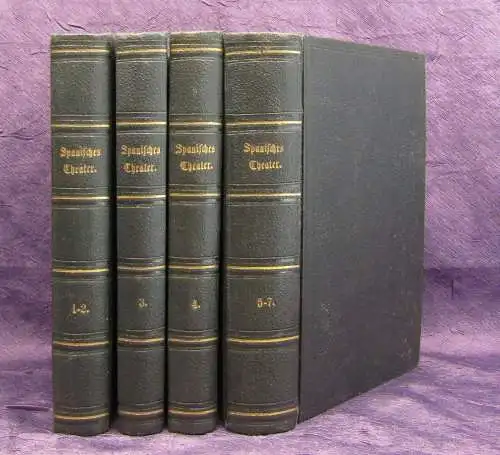 Spanisches
Theater.
1-2.
Spanisches
Theater.
3.
Spanisches
Theater.
4.
Spanisches
Theater.
5-7.